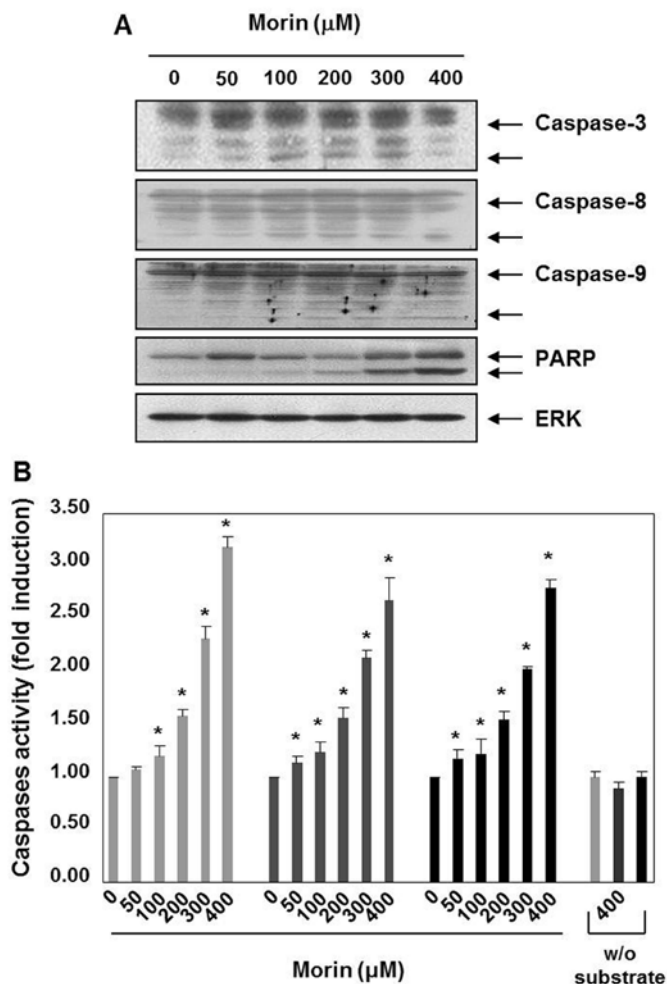 A
Morin (µM)
0 50 100 200 300 400
Caspase-3
Caspase-8
Caspase-9
PARP
ERK
B
Caspases activity (fold induction)
3.50
3.00
2.50
2.00
1.50
1.00
0.50
0.00
* * * *
* * * * *
* * * * *
0 50 100 200 300 400 0 50 100 200 300 400 0 50 100 200 300 400 400
Morin (µM)
w/o
substrate